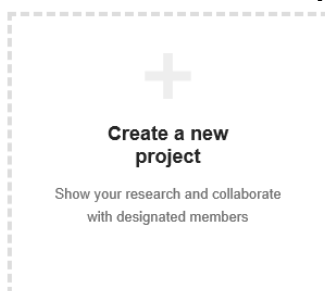 Create a new
project
Show your research and collaborate
with designated members